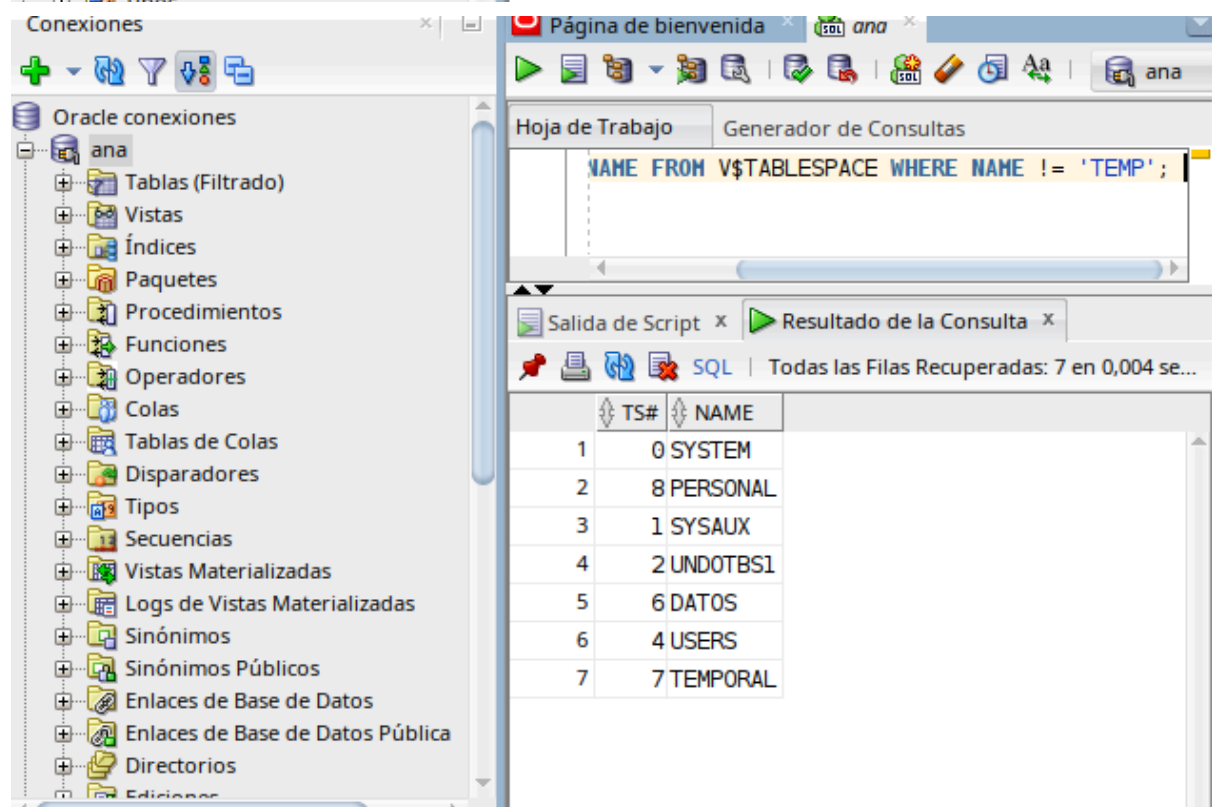 Conexiones
Oracle conexiones
ana
Tablas (Filtrado)
Vistas
Índices
Paquetes
Procedimientos
Funciones
Operadores
Colas
Tablas de Colas
Disparadores
Tipos
Secuencias
Vistas Materializadas
Logs de Vistas Materializadas
Sinónimos
Sinónimos Públicos
Enlaces de Base de Datos
Enlaces de Base de Datos Pública
Directorios
Ediciones
Página de bienvenida
ana
ana
Hoja de Trabajo
Generador de Consultas
NAME FROM V$TABLESPACE WHERE NAME != 'TEMP';
Salida de Script
Resultado de la Consulta
SQL | Todas las Filas Recuperadas: 7 en 0,004 se...
TS# NAME
1 0 SYSTEM
2 8 PERSONAL
3 1 SYSAUX
4 2 UNDOTBS1
5 6 DATOS
6 4 USERS
7 7 TEMPORAL